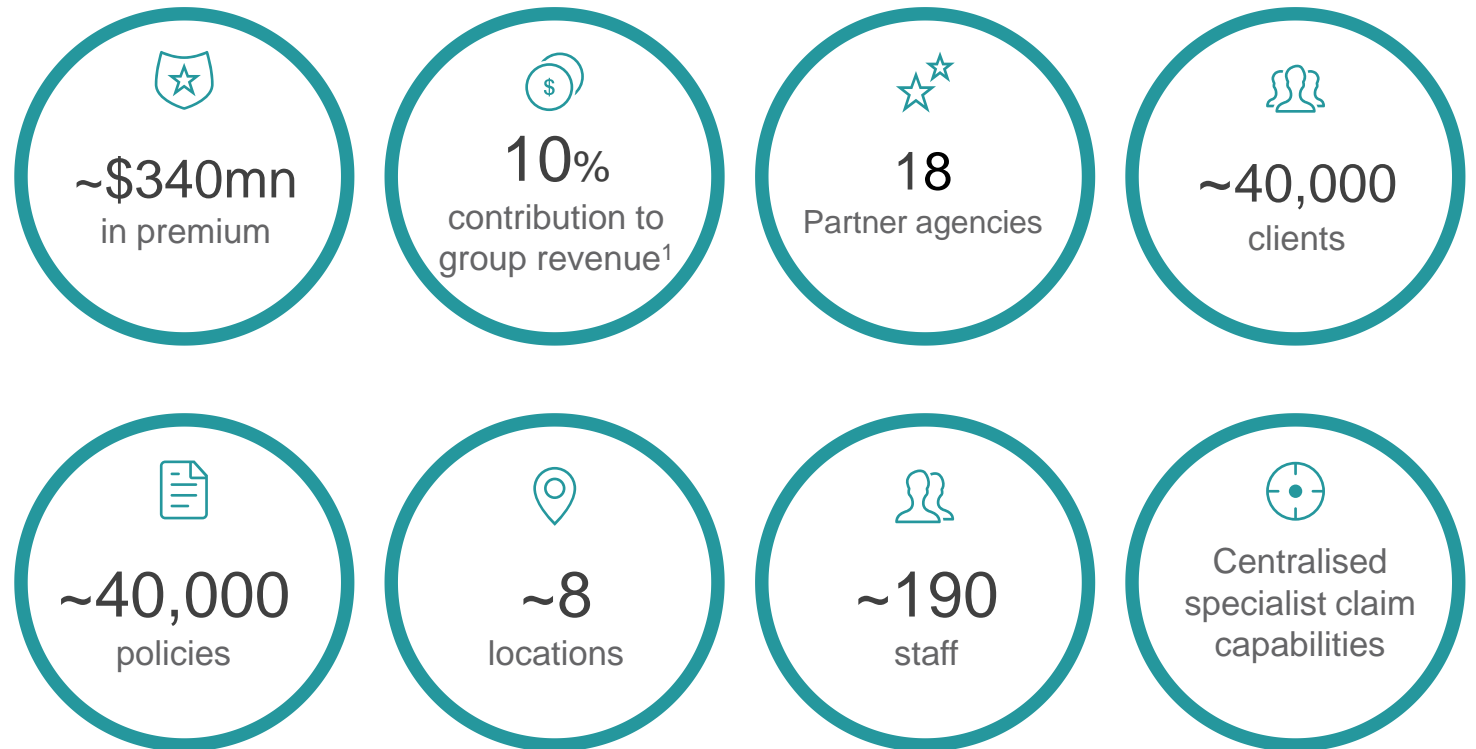 ~$340mn
in premium
$
10%
contribution to
group revenue¹
18
Partner agencies
~40,000
clients
~40,000
policies
~8
locations
~190
staff
Centralised
specialist claim
capabilities